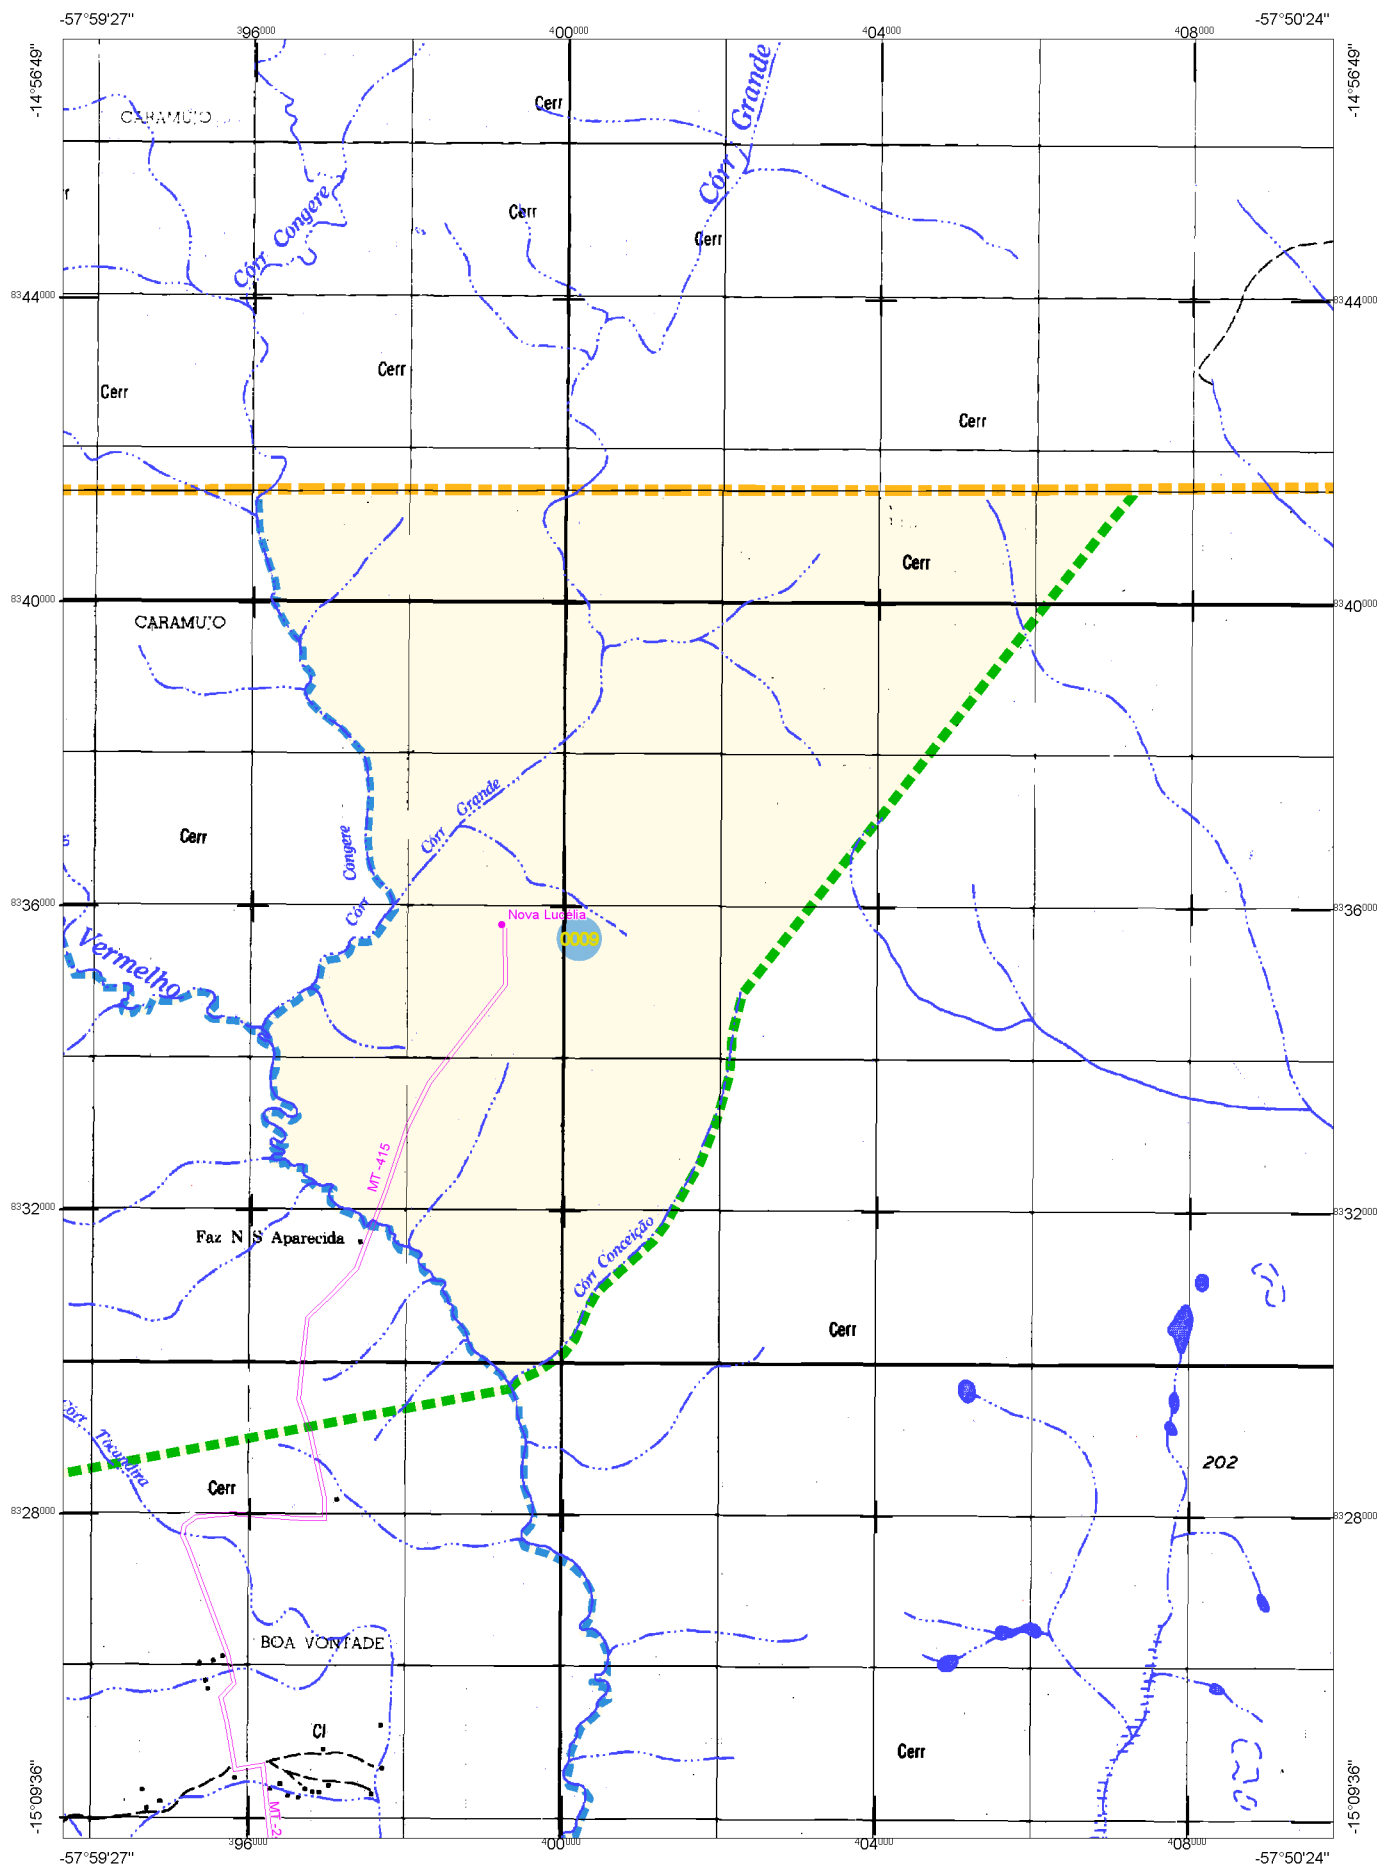 -57°59'27"
-57°50'24"
396000
400000
404000
408000
-14°56'49"
-14°56'49"
Cerr
Grande
Córr
CARAMUJO
Córr Congere
Cerr
Cerr
8344000
8344000
Cerr
Cerr
Cerr
Cerr
8340000
8340000
CARAMUJO
Córr Grande
Cerr
Córr Congere
8336000
8336000
Nova Lucélia
0009
Vermelho
MT-415
8332000
8332000
Faz N S Aparecida
Córr Conceição
Cerr
Córr Tucandira
202
Cerr
8328000
8328000
BOA VONTADE
Cl
Cerr
MT-2
-15°09'36"
-15°09'36"
396000
400000
404000
408000
-57°59'27"
-57°50'24"